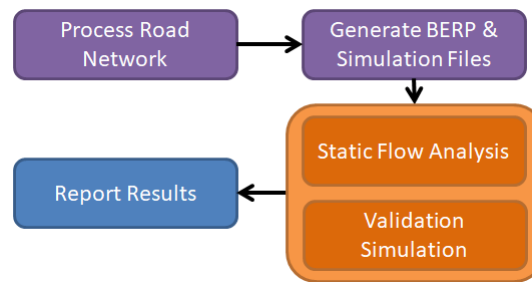 Process Road
Network
Generate BERP &
Simulation Files
Static Flow Analysis
Validation
Simulation
Report Results